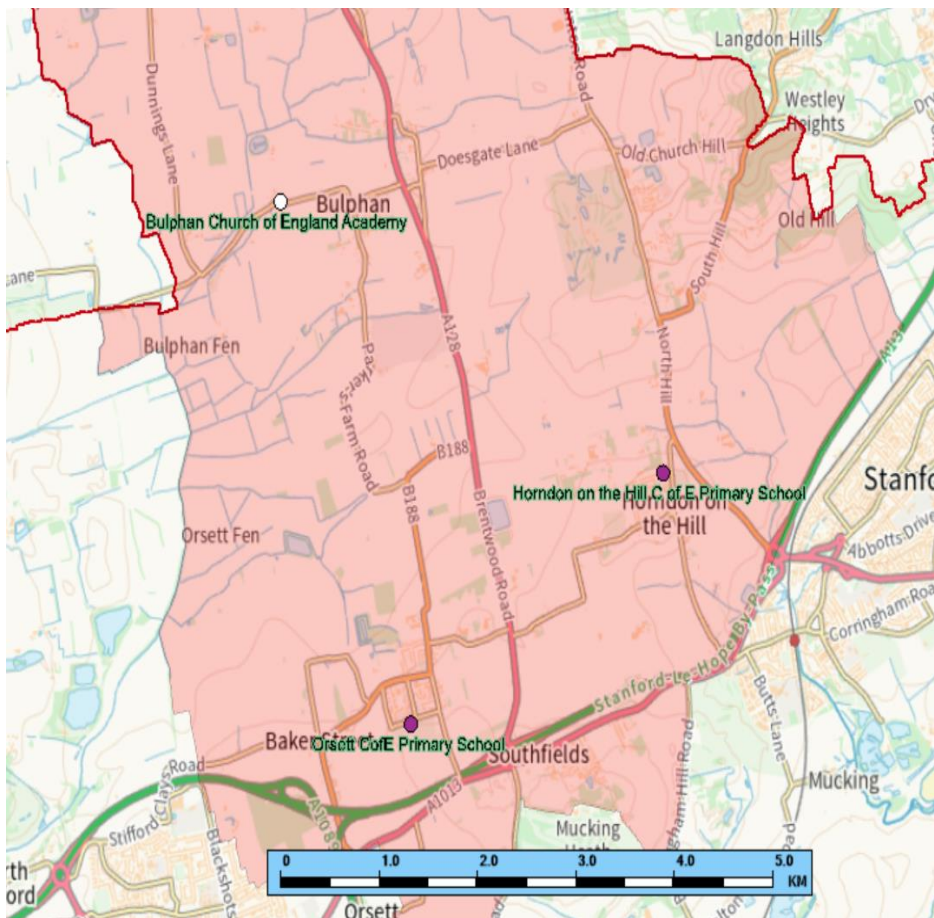 Langdon Hills
Westley
Heights
Dunnings Lane
Road
Doesgate Lane
Old Church Hill
Bulphan
Bulphan Church of England Academy
Old Hill
South Hill
Lane
A128
A13
Bulphan Fen
North Hill
Parker's Farm Road
B188
B188
Stanfo
Horndon on the Hill C of E Primary School
Horndon on
the Hill
Brentwood Road
Orsett Fen
Abbotts Drive
Corringham Road
Stanford-Le-Hope By-Pass
Butts Lane
Orsett CofE Primary School
Southfields
Stifford Clays Road
A1013
A1089
Mucking
Mucking
Heath
Blackshots
Orsett
0 1.0 2.0 3.0 4.0 5.0
KM